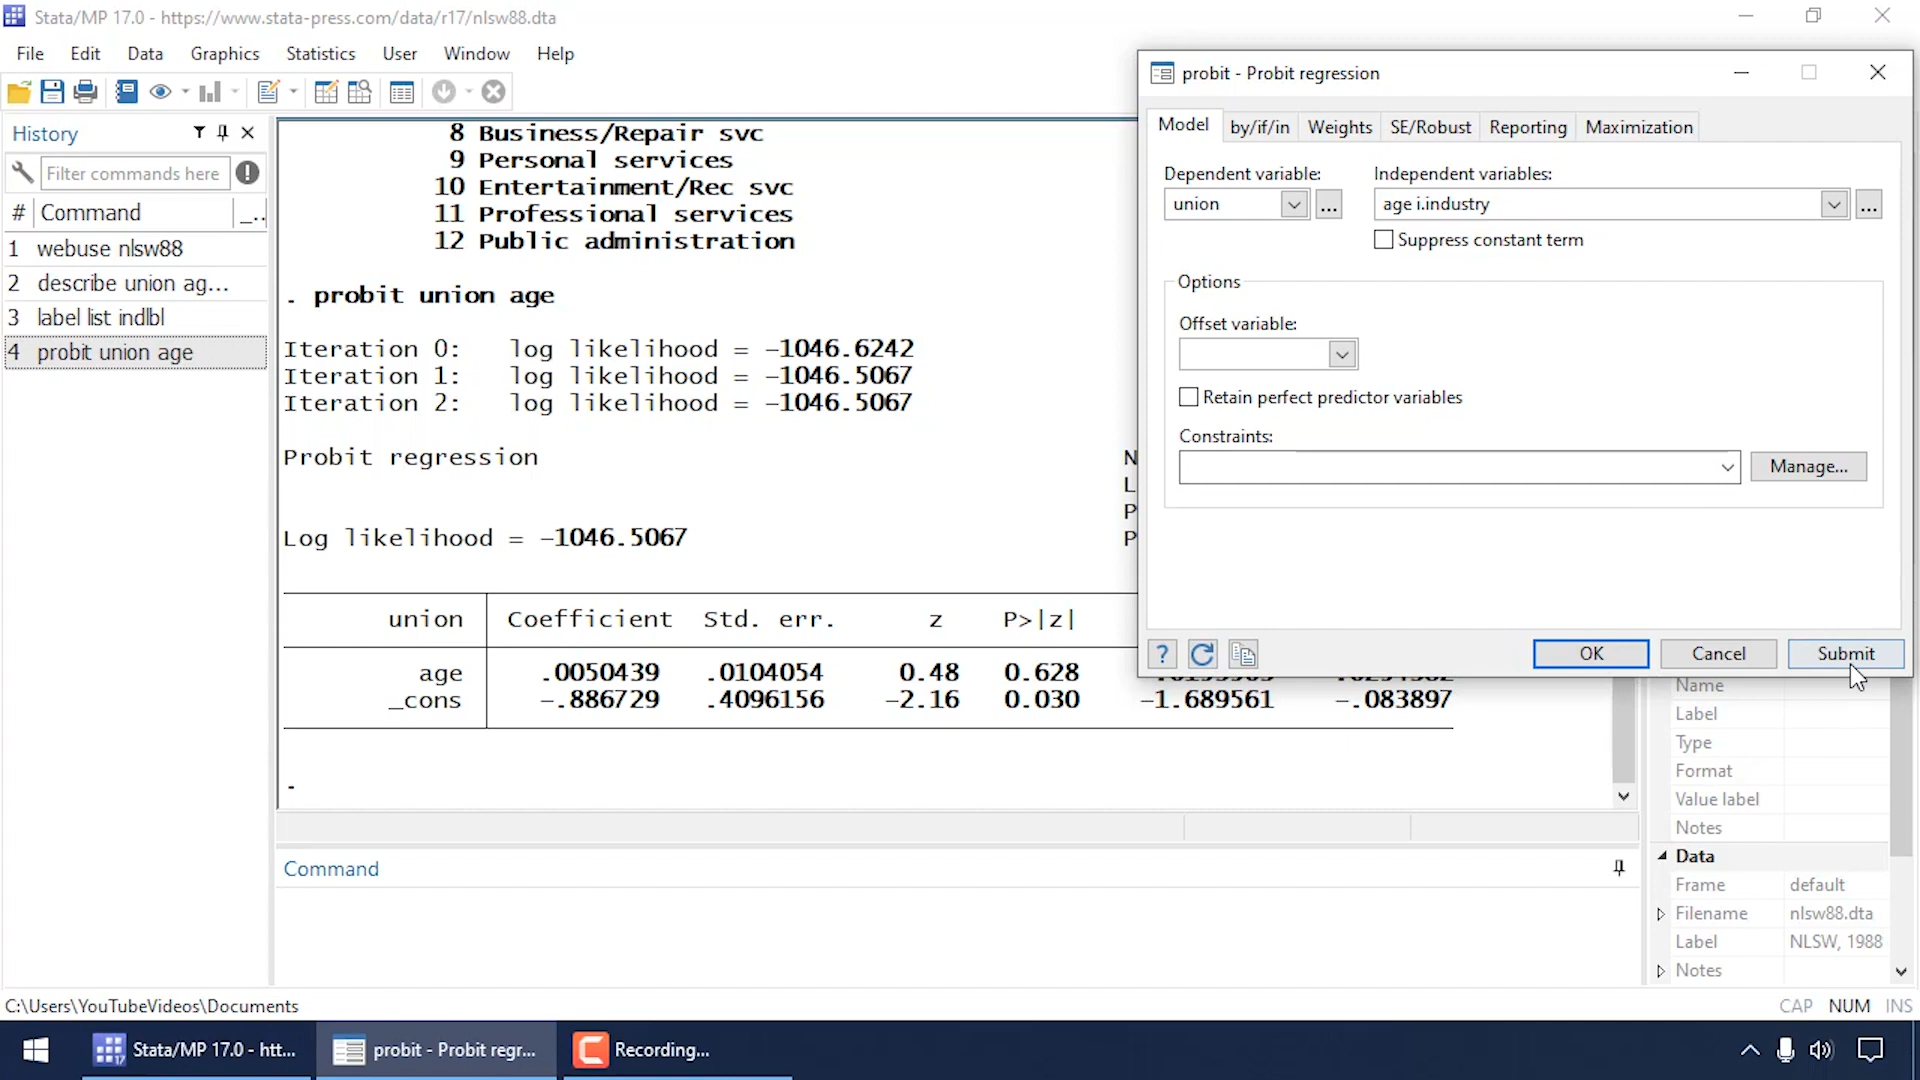 Stata/MP 17.0 - https://www.stata-press.com/data/r17/nlsw88.dta
File Edit Data Graphics Statistics User Window Help
History
Filter commands here
# Command _..
1 webuse nlsw88
2 describe union ag...
3 label list indlbl
4 probit union age
8 Business/Repair svc
9 Personal services
10 Entertainment/Rec svc
11 Professional services
12 Public administration
. probit union age
Iteration 0: log likelihood = -1046.6242
Iteration 1: log likelihood = -1046.5067
Iteration 2: log likelihood = -1046.5067
Probit regression
N
L
P
Log likelihood = -1046.5067
P
union Coefficient Std. err. z P>|z|
age .0050439 .0104054 0.48 0.628
_cons -.886729 .4096156 -2.16 0.030 -1.689561 -.083897
.
Command
probit - Probit regression
Model by/if/in Weights SE/Robust Reporting Maximization
Dependent variable: Independent variables:
union ... age i.industry ...
Suppress constant term
Options
Offset variable:
Retain perfect predictor variables
Constraints:
Manage...
? OK Cancel Submit
Name
Label
Type
Format
Value label
Notes
Data
Frame default
Filename nlsw88.dta
Label NLSW, 1988
Notes
C:\Users\YouTubeVideos\Documents
CAP NUM INS
Stata/MP 17.0 - htt... probit - Probit regr... Recording...